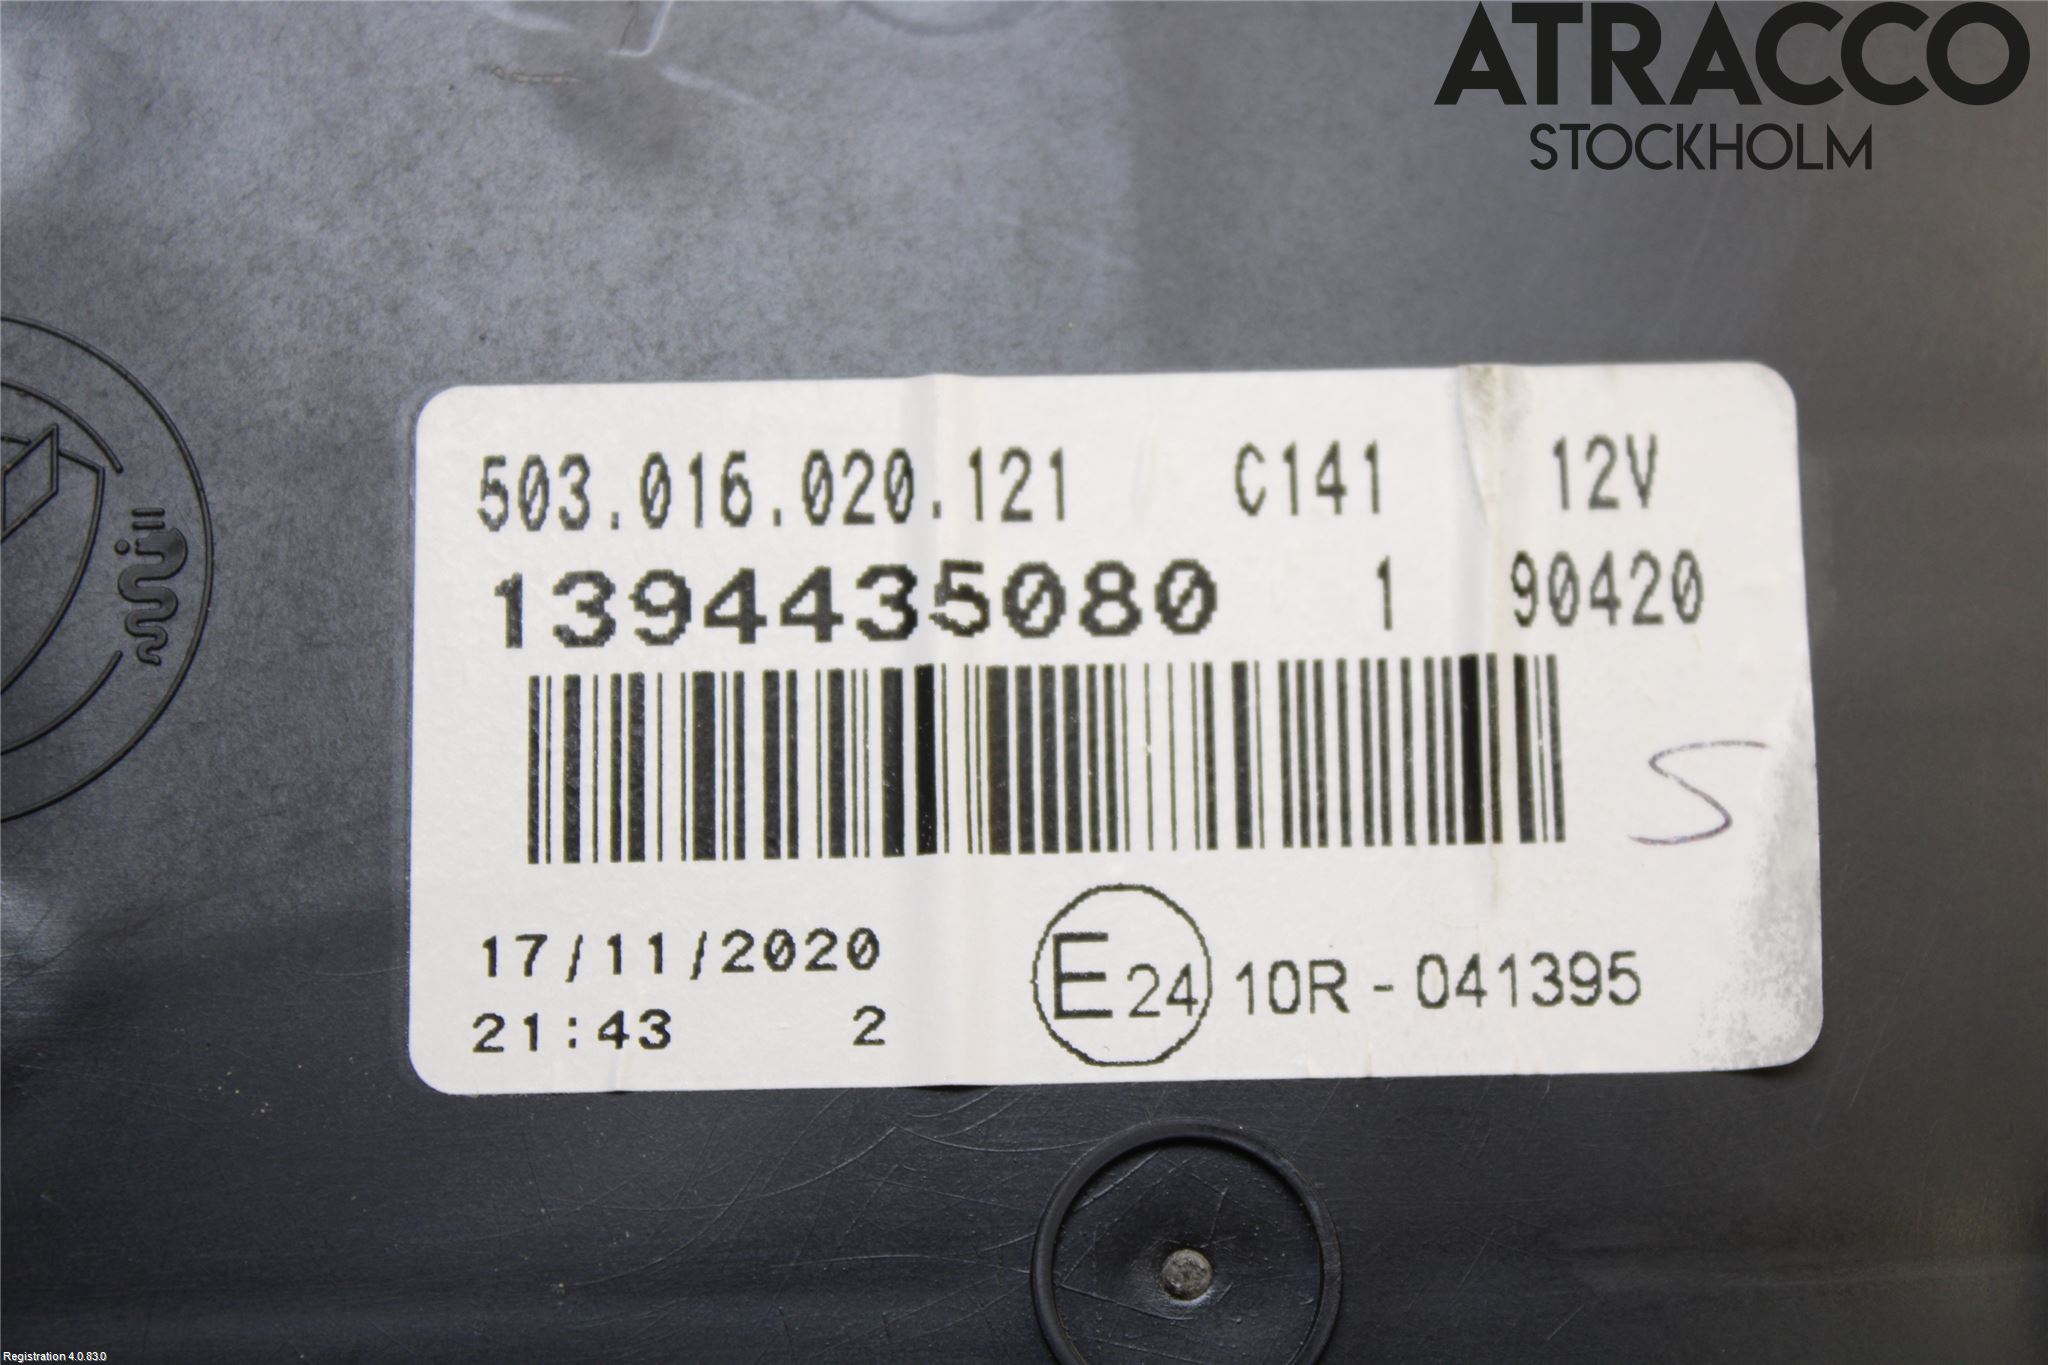 ATRACCO
STOCKHOLM
503.016.020.121 C141 12V
1394435080 1 90420
S
17/11/2020
21:43 2
E24 10R - 041395
Registration 4.0.83.0